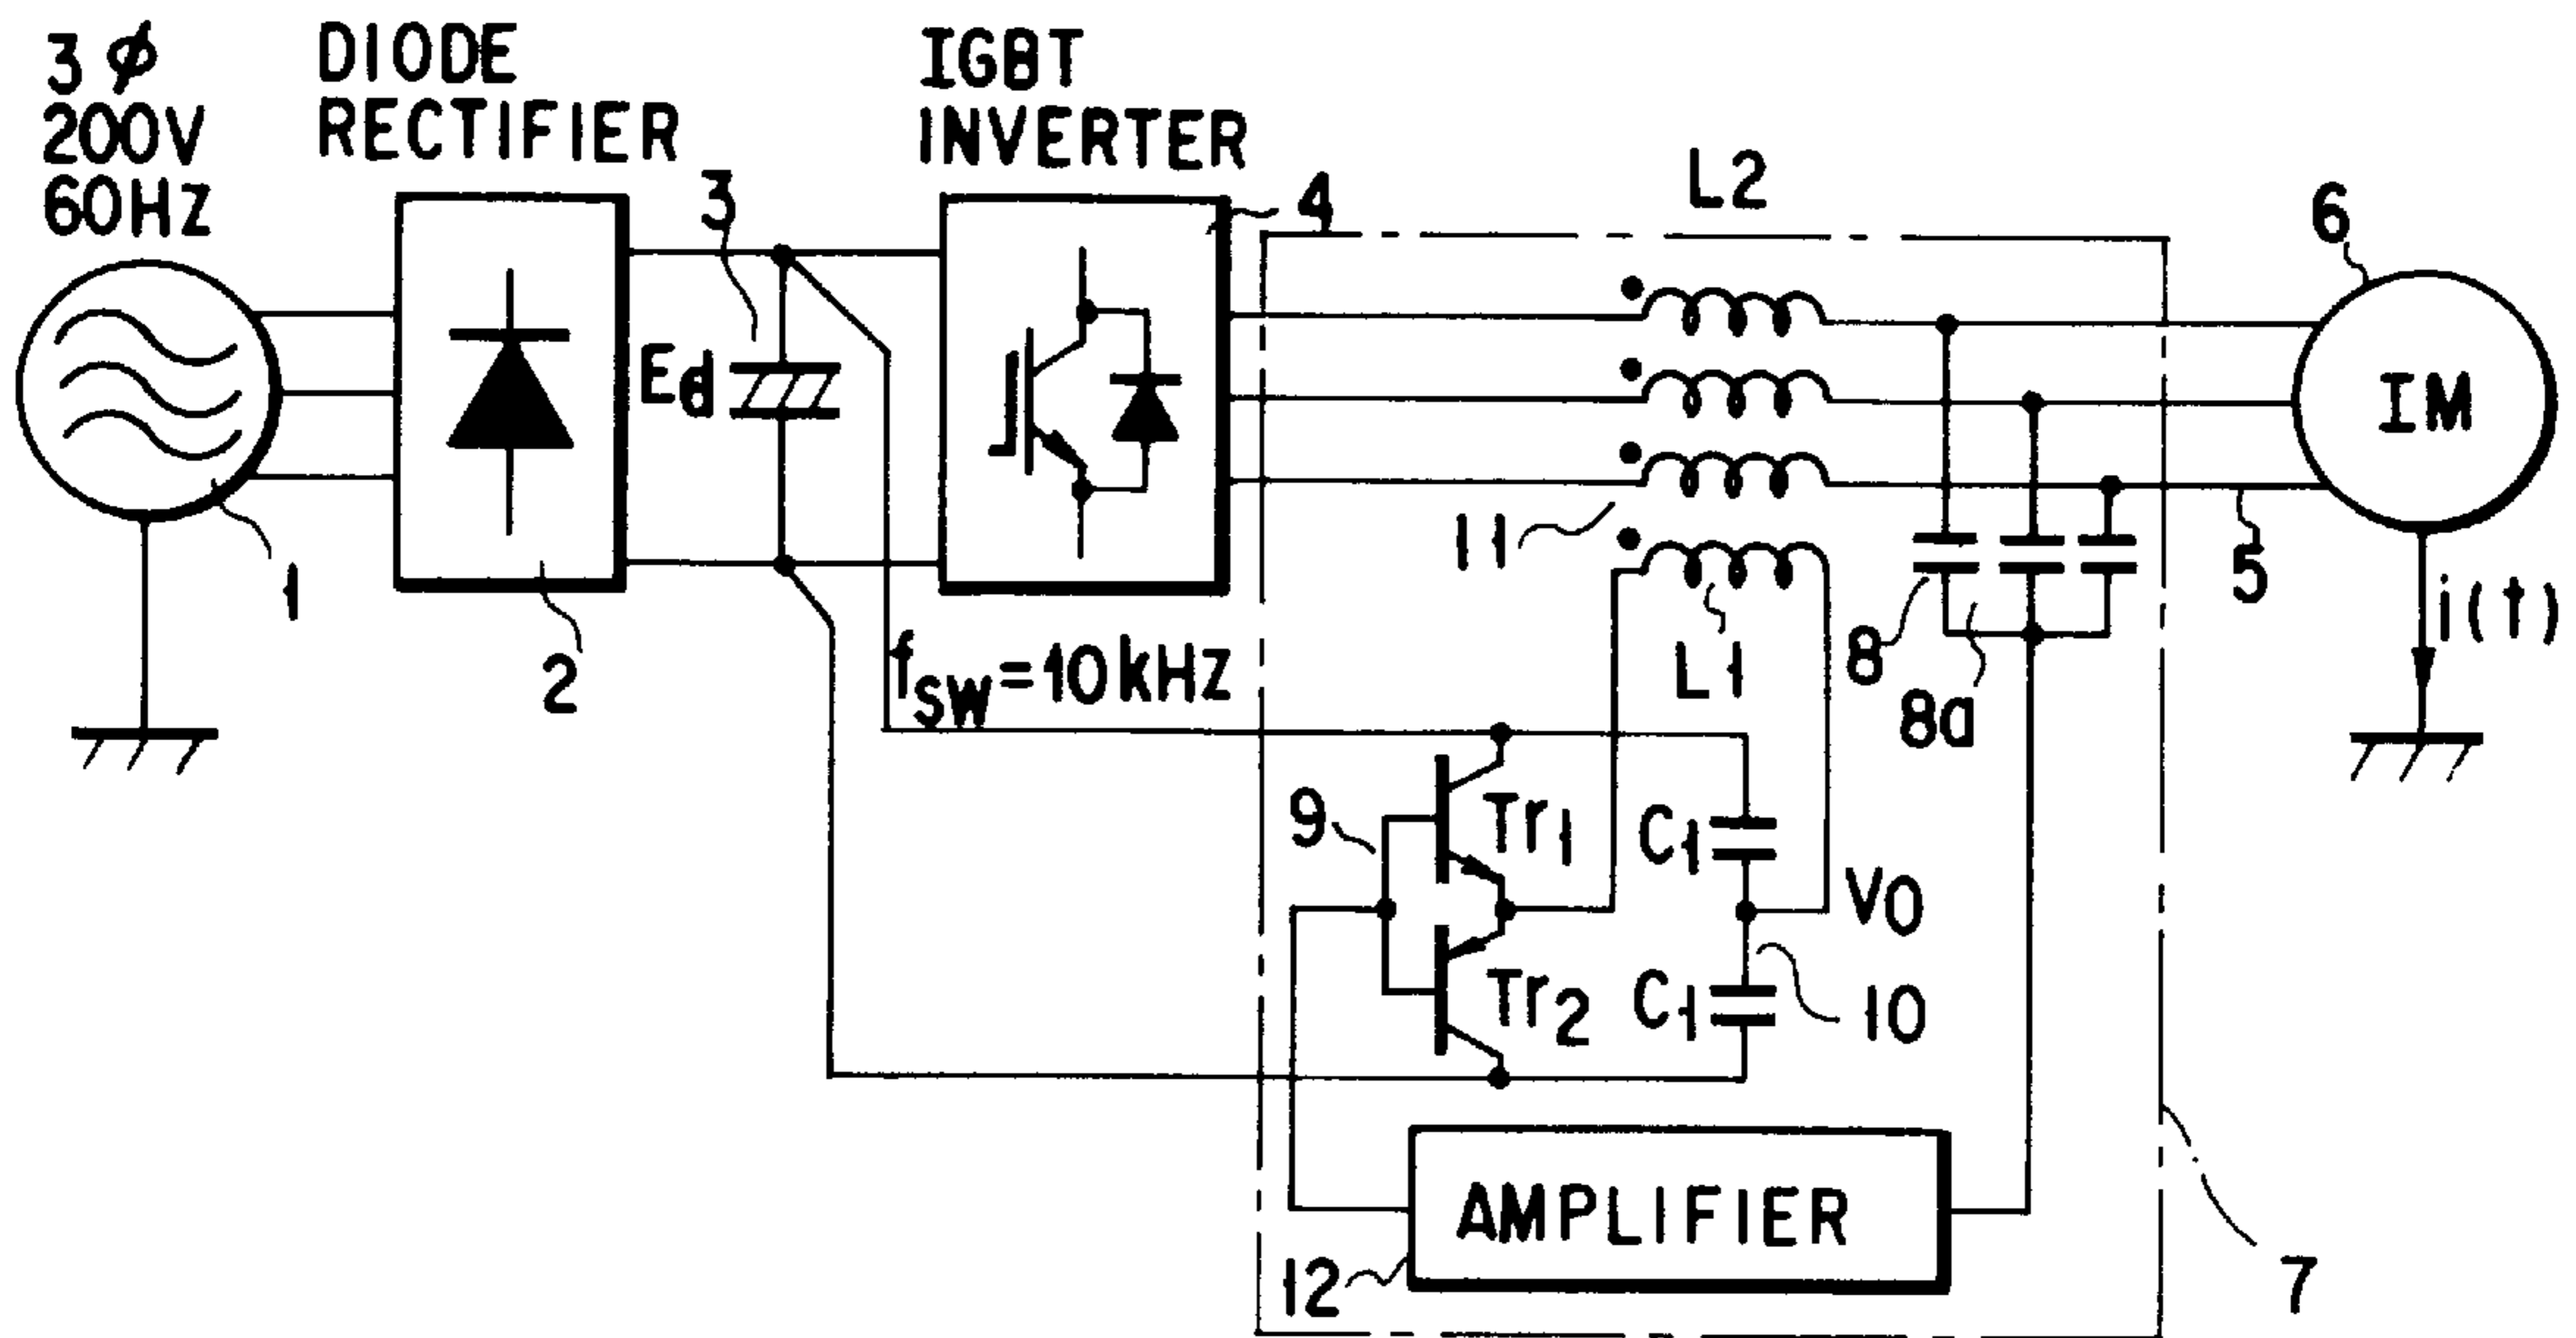 3 φ
200V
60HZ
DIODE
RECTIFIER
IGBT
INVERTER
3
4
L2
6
Ed
IM
1
2
11
5
i(t)
fSW=10kHZ
L1
8
8a
9
Tr1
C1
V0
Tr2
C1
10
AMPLIFIER
12
7